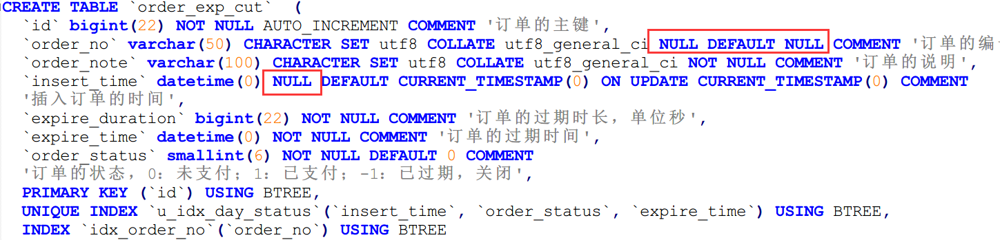 CREATE TABLE `order_exp_cut`  (
`id` bigint(22) NOT NULL AUTO_INCREMENT COMMENT '订单的主键',
`order_no` varchar(50) CHARACTER SET utf8 COLLATE utf8_general_ci NULL DEFAULT NULL COMMENT '订单的编
`order_note` varchar(100) CHARACTER SET utf8 COLLATE utf8_general_ci NOT NULL COMMENT '订单的说明',
`insert_time` datetime(0) NULL DEFAULT CURRENT_TIMESTAMP(0) ON UPDATE CURRENT_TIMESTAMP(0) COMMENT
'插入订单的时间',
`expire_duration` bigint(22) NOT NULL COMMENT '订单的过期时长，单位秒',
`expire_time` datetime(0) NOT NULL COMMENT '订单的过期时间',
`order_status` smallint(6) NOT NULL DEFAULT 0 COMMENT
'订单的状态，0：未支付；1：已支付；-1：已过期，关闭',
PRIMARY KEY (`id`) USING BTREE,
UNIQUE INDEX `u_idx_day_status`(`insert_time`, `order_status`, `expire_time`) USING BTREE,
INDEX `idx_order_no`(`order_no`) USING BTREE